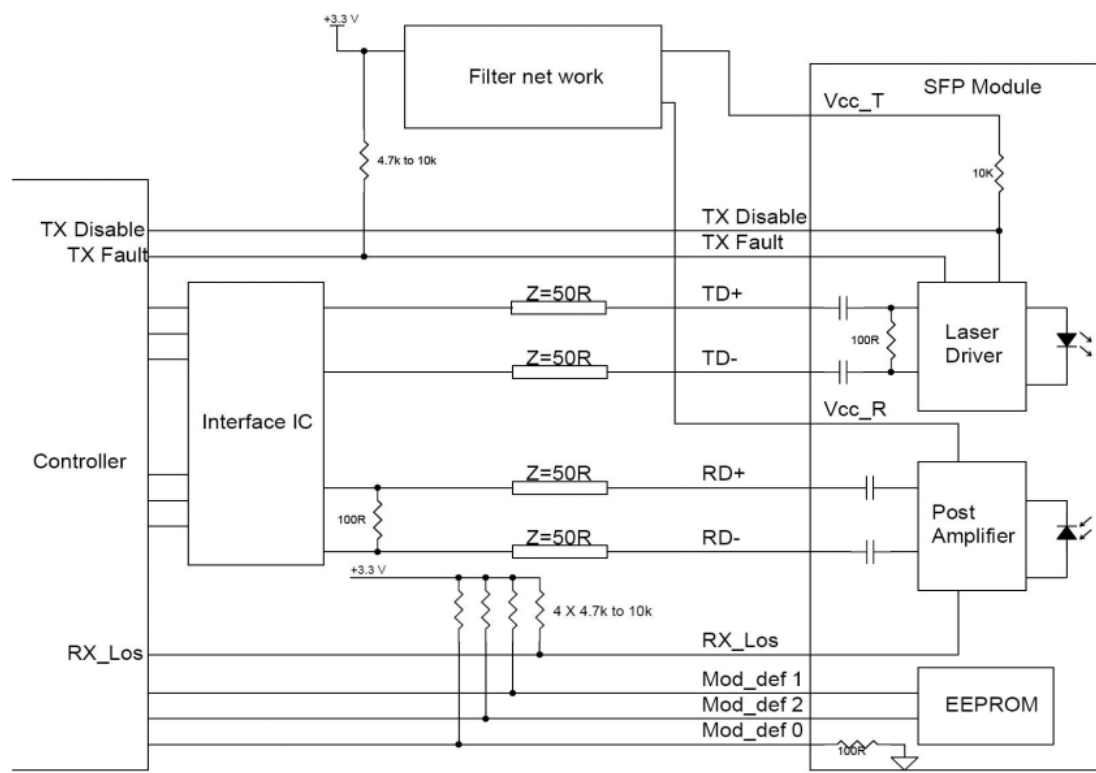 +3.3 V
Filter net work
SFP Module
Vcc_T
4.7k to 10k
10K
TX Disable
TX Disable
TX Fault
TX Fault
Z=50R
TD+
Laser
Driver
100R
Z=50R
TD-
Vcc_R
Interface IC
Controller
Z=50R
RD+
100R
Post
Amplifier
Z=50R
RD-
+3.3 V
4 X 4.7k to 10k
RX_Los
RX_Los
Mod_def 1
Mod_def 2
EEPROM
Mod_def 0
100R